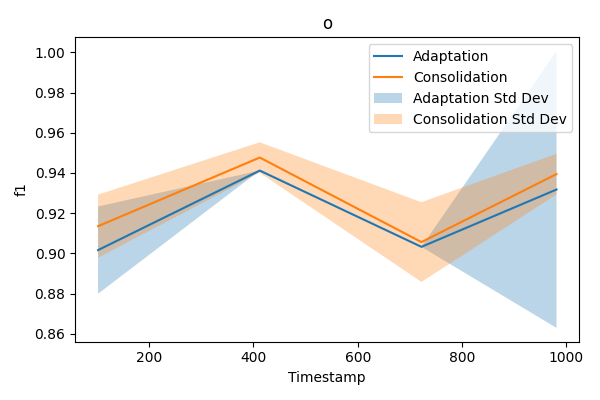 o
1.00
0.98
0.96
0.94
0.92
0.90
0.88
0.86
f1
200
400
600
800
1000
Timestamp
Adaptation
Consolidation
Adaptation Std Dev
Consolidation Std Dev